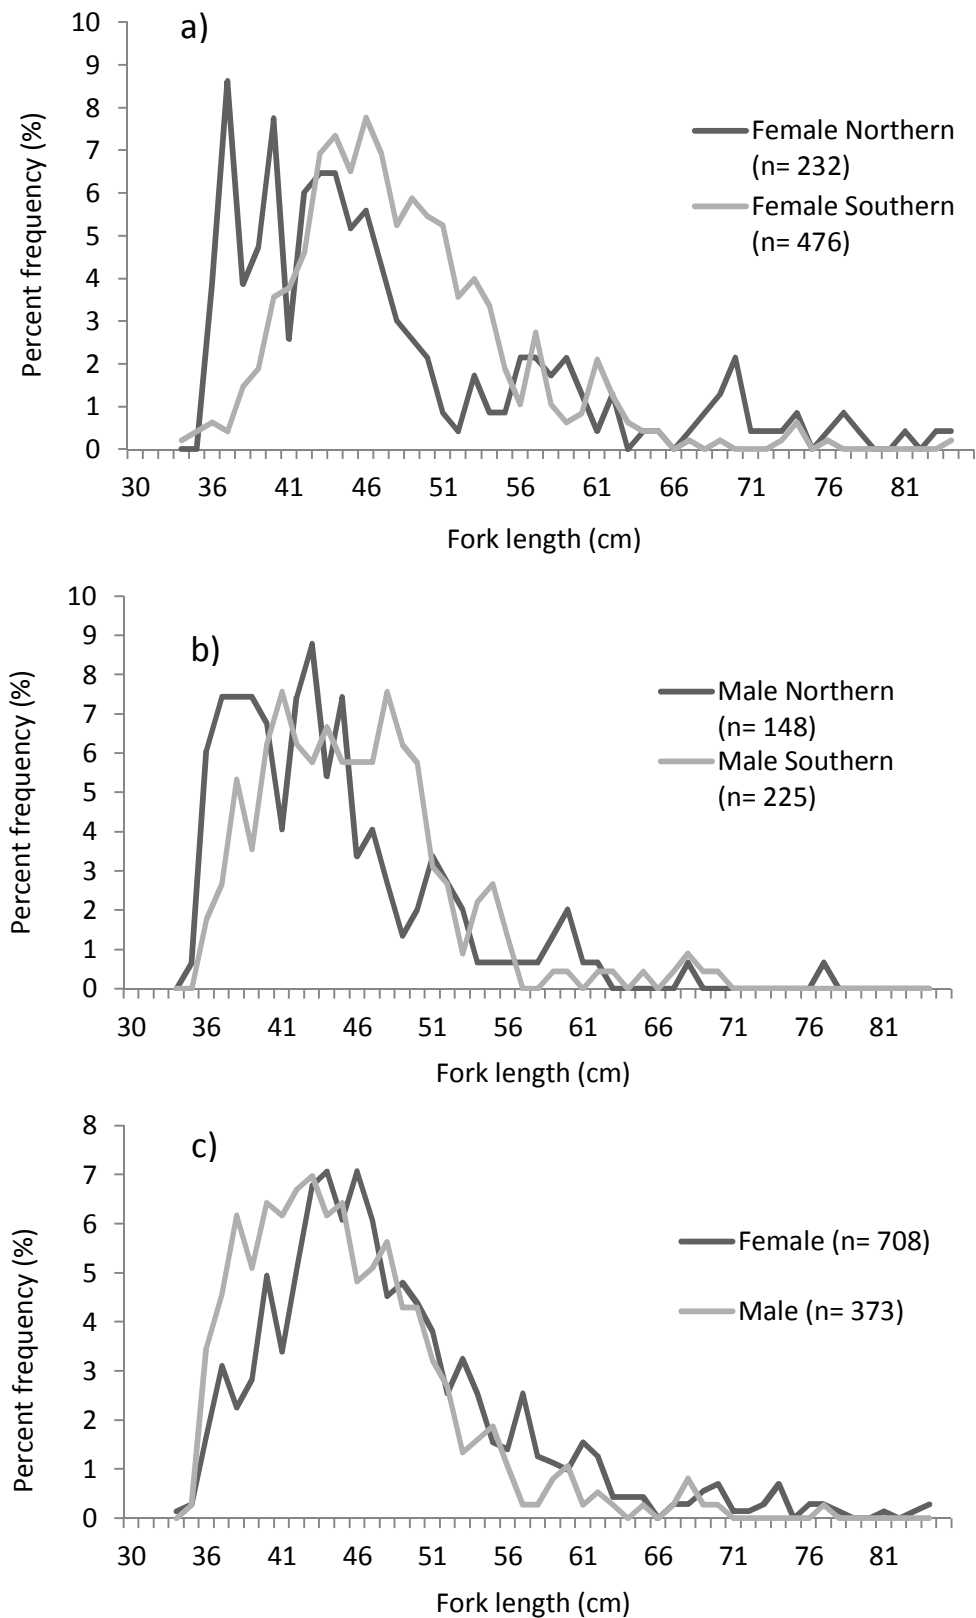 a)
10
9
8
7
6
5
4
3
2
1
0
Percent frequency (%)
Female Northern
(n= 232)
Female Southern
(n= 476)
30 36 41 46 51 56 61 66 71 76 81
Fork length (cm)
b)
10
9
8
7
6
5
4
3
2
1
0
Percent frequency (%)
Male Northern
(n= 148)
Male Southern
(n= 225)
30 36 41 46 51 56 61 66 71 76 81
Fork length (cm)
c)
8
7
6
5
4
3
2
1
0
Percent frequency (%)
Female (n= 708)
Male (n= 373)
30 36 41 46 51 56 61 66 71 76 81
Fork length (cm)